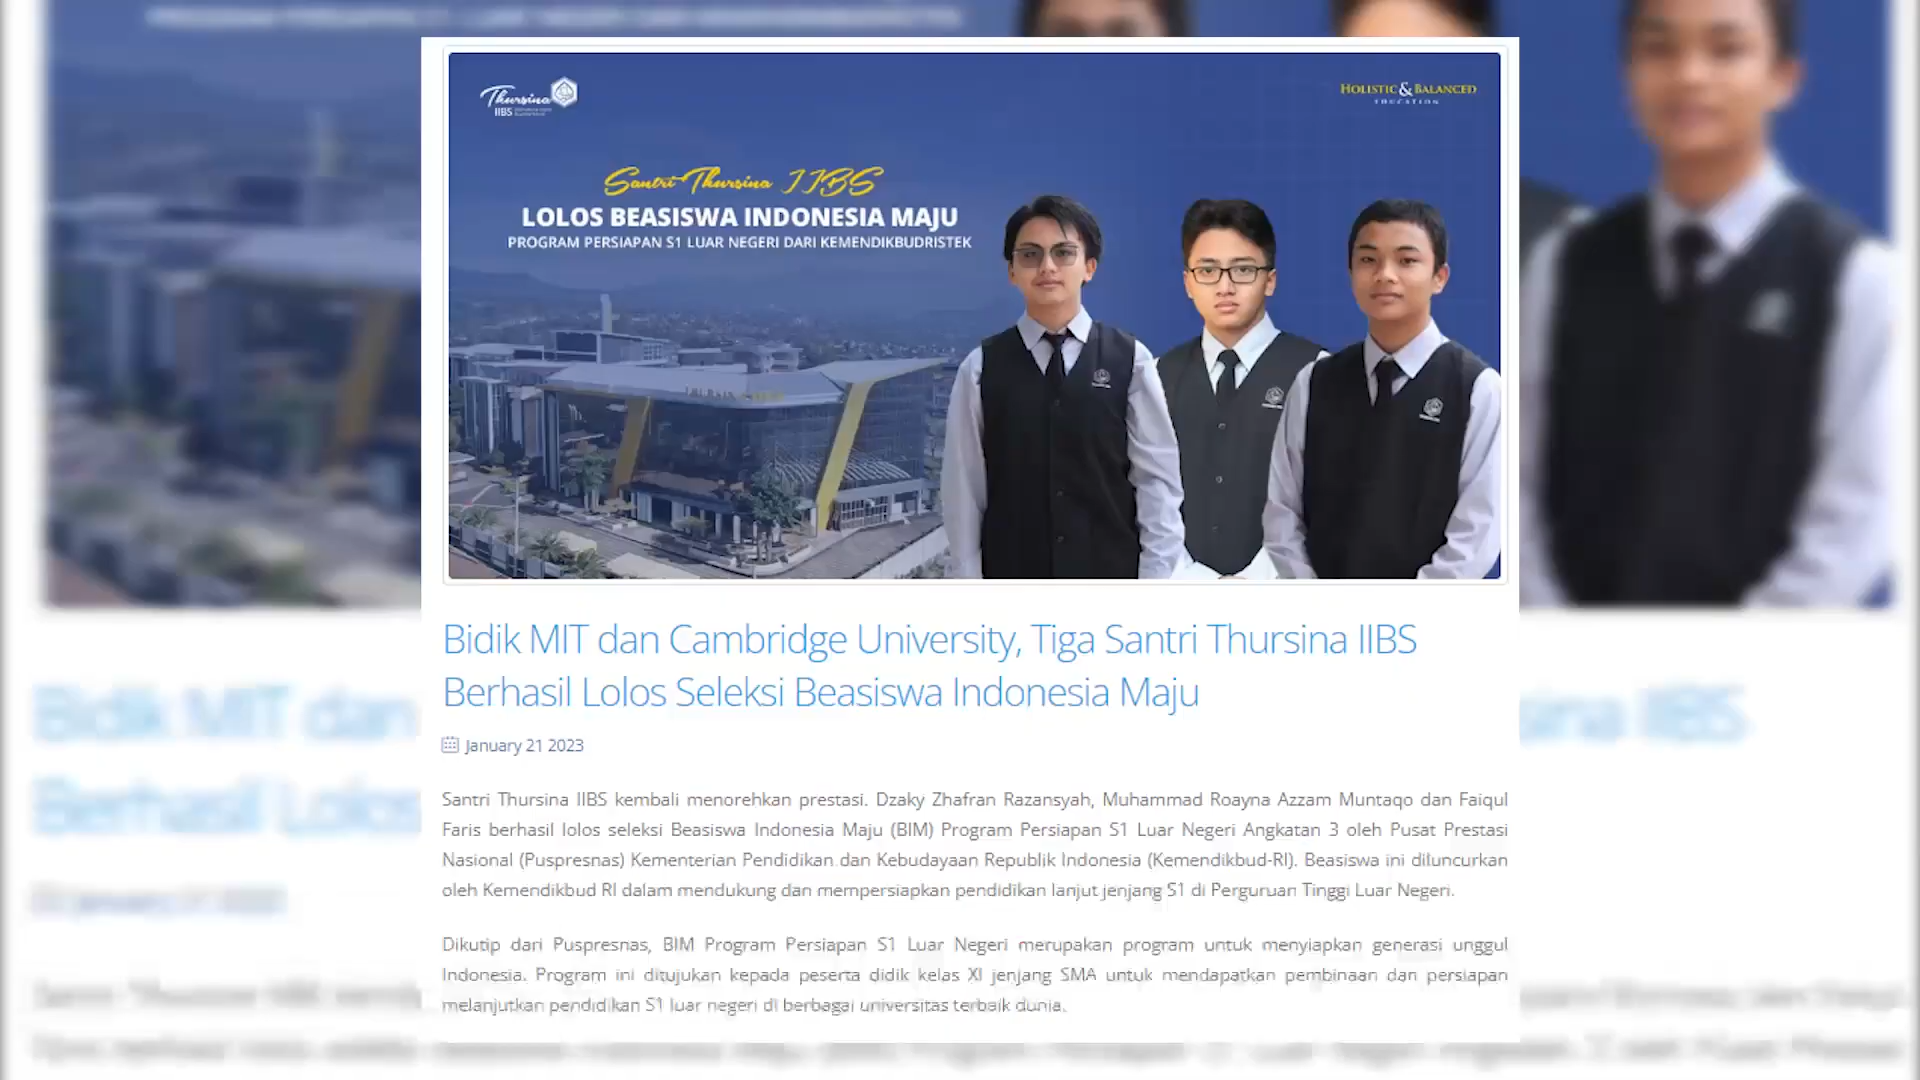 Thursina
IIBS
HOLISTIC & BALANCED
EDUCATION
Santri Thursina IIBS
LOLOS BEASISWA INDONESIA MAJU
PROGRAM PERSIAPAN S1 LUAR NEGERI DARI KEMENDIKBUDRISTEK
Bidik MIT dan Cambridge University, Tiga Santri Thursina IIBS
Berhasil Lolos Seleksi Beasiswa Indonesia Maju
January 21 2023
Santri Thursina IIBS kembali menorehkan prestasi. Dzaky Zhafran Razansyah, Muhammad Roayna Azzam Muntaqo dan Faiqul
Faris berhasil lolos seleksi Beasiswa Indonesia Maju (BIM) Program Persiapan S1 Luar Negeri Angkatan 3 oleh Pusat Prestasi
Nasional (Puspresnas) Kementerian Pendidikan dan Kebudayaan Republik Indonesia (Kemendikbud-RI). Beasiswa ini diluncurkan
oleh Kemendikbud RI dalam mendukung dan mempersiapkan pendidikan lanjut jenjang S1 di Perguruan Tinggi Luar Negeri.
Dikutip dari Puspresnas, BIM Program Persiapan S1 Luar Negeri merupakan program untuk menyiapkan generasi unggul
Indonesia. Program ini ditujukan kepada peserta didik kelas XI jenjang SMA untuk mendapatkan pembinaan dan persiapan
melanjutkan pendidikan S1 luar negeri di berbagai universitas terbaik dunia.